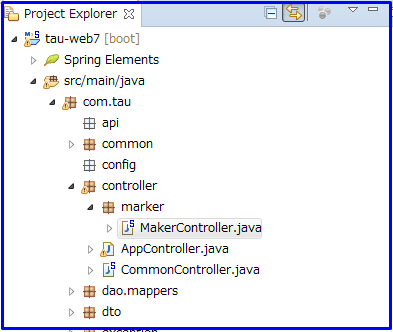 Project Explorer
tau-web7 [boot]
Spring Elements
src/main/java
com.tau
api
common
config
controller
marker
MakerController.java
AppController.java
CommonController.java
dao.mappers
dto
exception